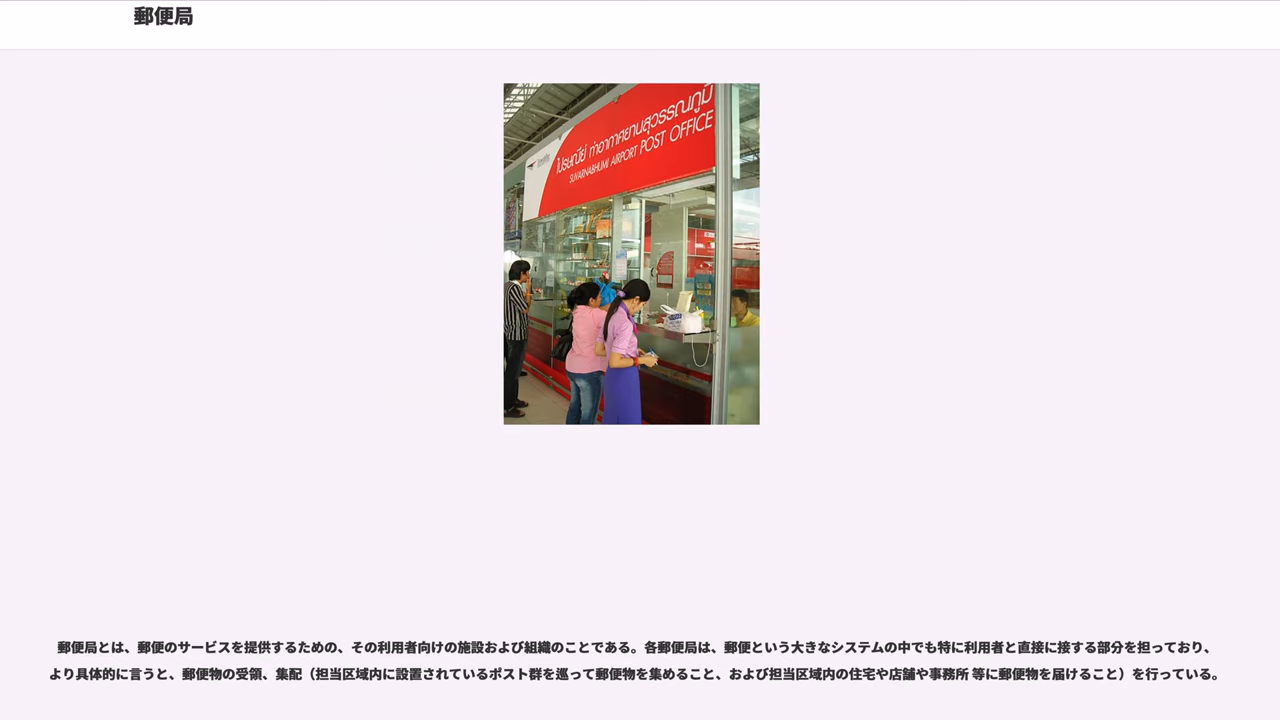 郵便局
ไปรษณีย์ ท่าอากาศยานสุวรรณภูมิ
SUVARNABHUMI AIRPORT POST OFFICE
郵便局とは、郵便のサービスを提供するための、その利用者向けの施設および組織のことである。各郵便局は、郵便という大きなシステムの中でも特に利用者と直接に接する部分を担っており、
より具体的に言うと、郵便物の受領、集配（担当区域内に設置されているポスト群を巡って郵便物を集めること、および担当区域内の住宅や店舗や事務所 等に郵便物を届けること）を行っている。